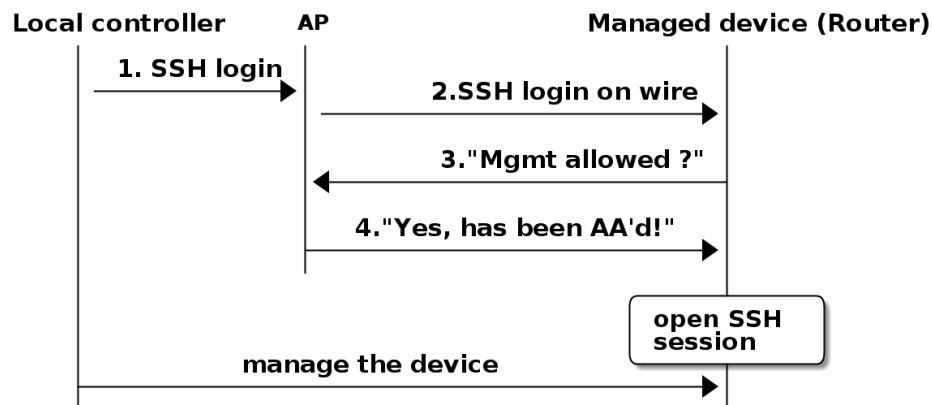 Local controller
AP
Managed device (Router)
1. SSH login
2.SSH login on wire
3."Mgmt allowed ?"
4."Yes, has been AA'd!"
open SSH
session
manage the device